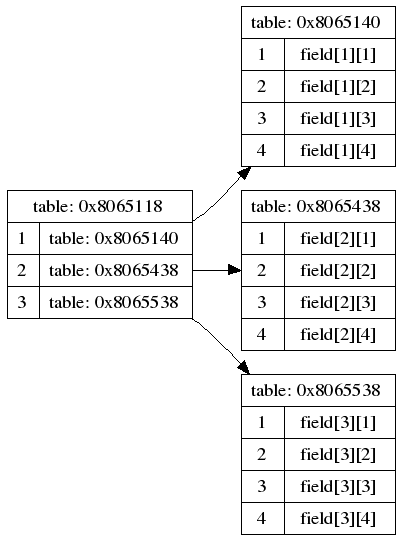 table: 0x8065140
1 field[1][1]
2 field[1][2]
3 field[1][3]
4 field[1][4]
table: 0x8065118
1 table: 0x8065140
2 table: 0x8065438
3 table: 0x8065538
table: 0x8065438
1 field[2][1]
2 field[2][2]
3 field[2][3]
4 field[2][4]
table: 0x8065538
1 field[3][1]
2 field[3][2]
3 field[3][3]
4 field[3][4]